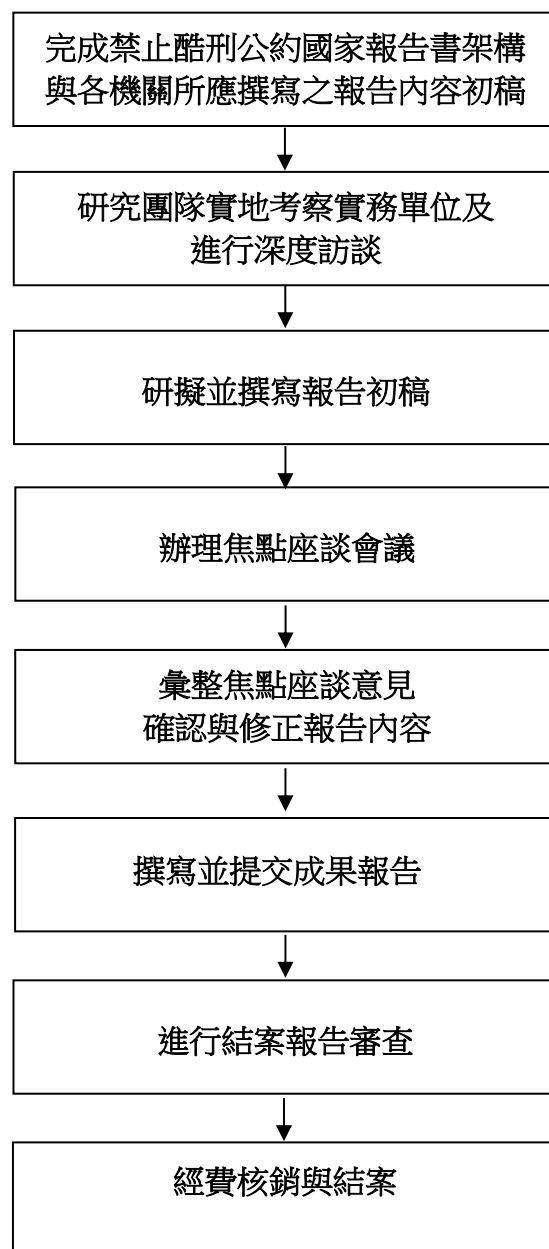 完成禁止酷刑公約國家報告書架構
與各機關所應撰寫之報告內容初稿
研究團隊實地考察實務單位及
進行深度訪談
研擬並撰寫報告初稿
辦理焦點座談會議
彙整焦點座談意見
確認與修正報告內容
撰寫並提交成果報告
進行結案報告審查
經費核銷與結案